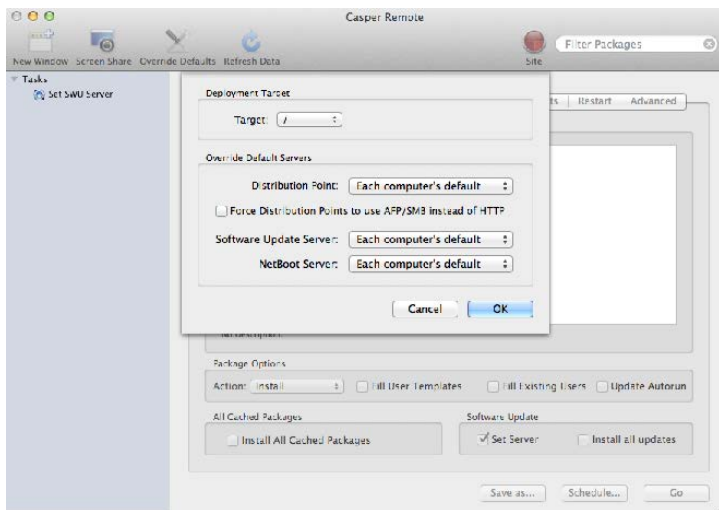 Casper Remote
New Window Screen Share Override Defaults Refresh Data Site Filter Packages
Tasks
Set SWU Server
Deployment Target
Target: /
Override Default Servers
Distribution Point: Each computer's default
Force Distribution Points to use AFP/SMB instead of HTTP
Software Update Server: Each computer's default
NetBoot Server: Each computer's default
Cancel OK
Restart Advanced
No description.
Package Options
Action: Install Fill User Templates Fill Existing Users Update Autorun
All Cached Packages
Install All Cached Packages
Software Update
Set Server Install all updates
Save as... Schedule... Go